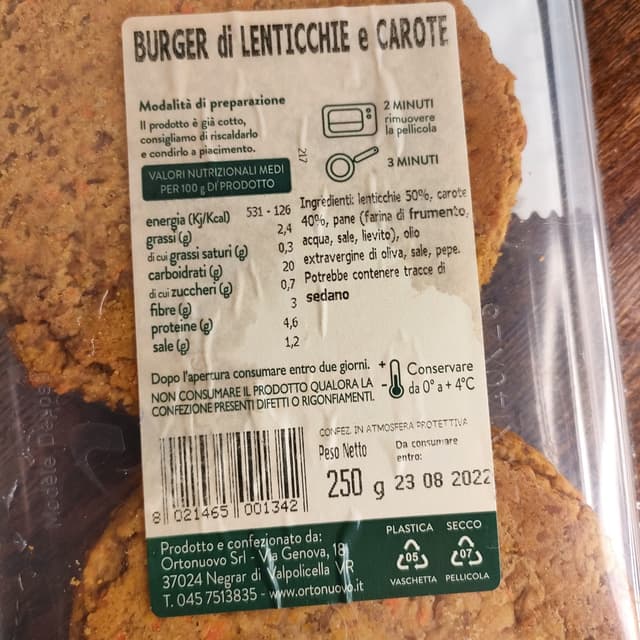 BURGER di LENTICCHIE e CAROTE
Modalità di preparazione
Il prodotto è già cotto,
consigliamo di riscaldarlo
e condirlo a piacimento.
2 MINUTI
rimuovere
la pellicola
3 MINUTI
217
VALORI NUTRIZIONALI MEDI
PER 100 g DI PRODOTTO
energia (Kj/Kcal) 531 - 126
grassi (g) 2,4
di cui grassi saturi (g) 0,3
carboidrati (g) 20
di cui zuccheri (g) 0,7
fibre (g) 3
proteine (g) 4,6
sale (g) 1,2
Ingredienti: lenticchie 50%, carote
40%, pane (farina di frumento,
acqua, sale, lievito), olio
extravergine di oliva, sale, pepe.
Potrebbe contenere tracce di
sedano
Dopo l'apertura consumare entro due giorni.
NON CONSUMARE IL PRODOTTO QUALORA LA
CONFEZIONE PRESENTI DIFETTI O RIGONFIAMENTI.
+
-
Conservare
da 0° a + 4°C
CONFEZ. IN ATMOSFERA PROTETTIVA
Peso Netto
250 g
Da consumare
entro:
23 08 2022
8 021465 001342
Prodotto e confezionato da:
Ortonuovo Srl - Via Genova, 18
37024 Negrar di Valpolicella VR
T. 045 7513835 - www.ortonuovo.it
PLASTICA SECCO
05 07
VASCHETTA PELLICOLA
Modèle Déposé